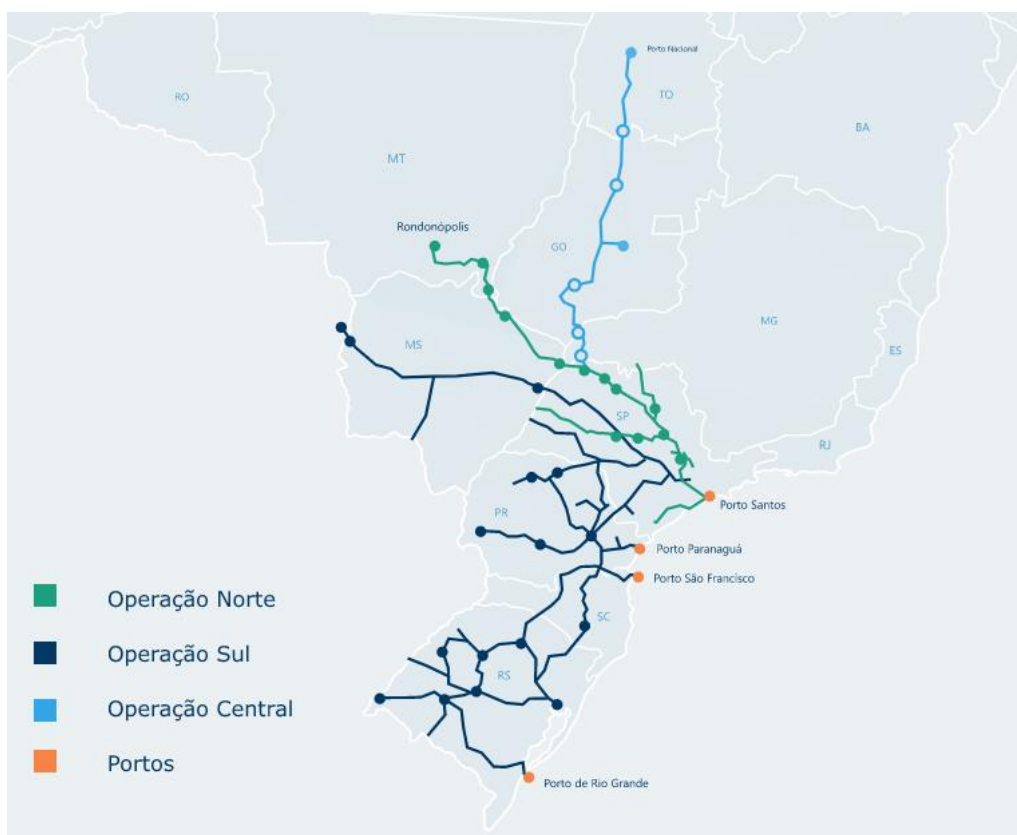 Porto Nacional
TO
RO
BA
MT
Rondonópolis
GO
MG
MS
ES
SP
RJ
Porto Santos
PR
Porto Paranaguá
Porto São Francisco
SC
RS
Porto de Rio Grande
Operação Norte
Operação Sul
Operação Central
Portos